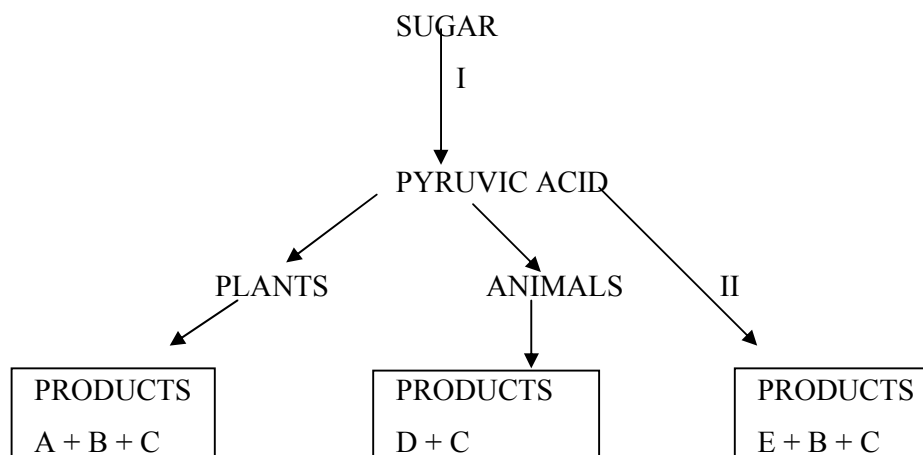 SUGAR
I
PYRUVIC ACID
PLANTS
ANIMALS
II
PRODUCTS
A + B + C
PRODUCTS
D + C
PRODUCTS
E + B + C